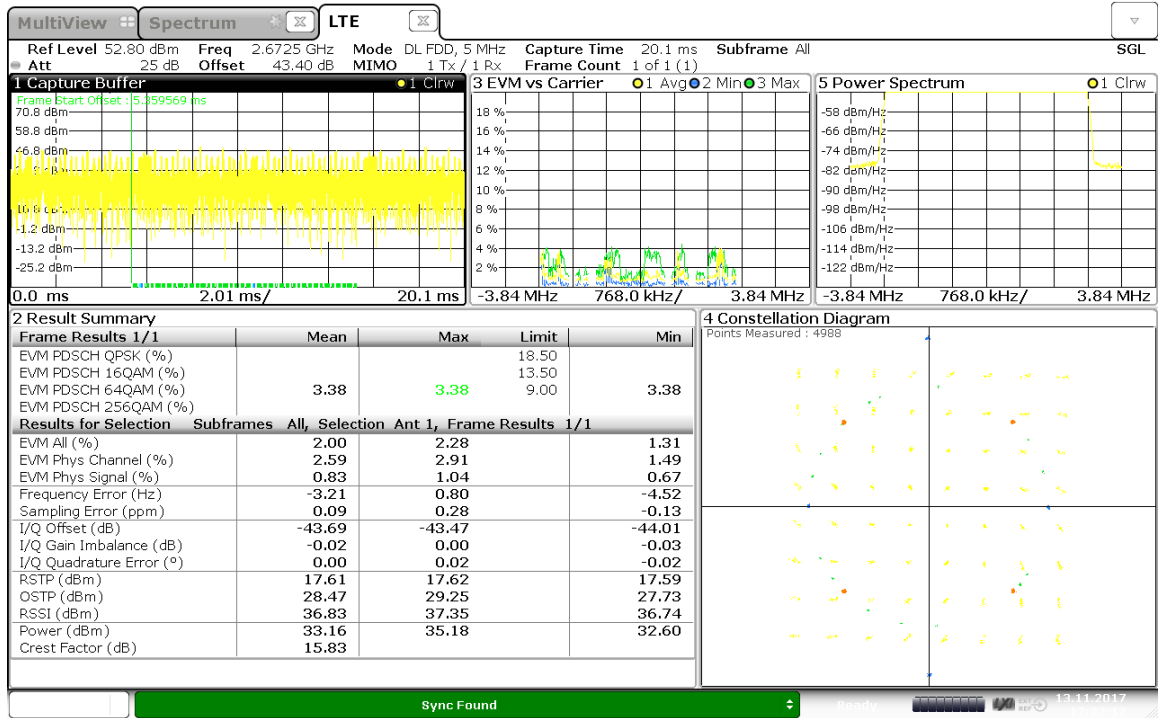 MultiView Spectrum LTE
Ref Level 52.80 dBm Freq 2.6725 GHz Mode DL FDD, 5 MHz Capture Time 20.1 ms Subframe All SGL
Att 25 dB Offset 43.40 dB MIMO 1 Tx / 1 Rx Frame Count 1 of 1 (1)
1 Capture Buffer 1 Clrw
Frame Start Offset : 5.359569 ms
70.8 dBm
58.8 dBm
46.8 dBm
-1.2 dBm
-13.2 dBm
-25.2 dBm
0.0 ms 2.01 ms/ 20.1 ms
3 EVM vs Carrier 1 Avg 2 Min 3 Max
18 %
16 %
14 %
12 %
10 %
8 %
6 %
4 %
2 %
-3.84 MHz 768.0 kHz/ 3.84 MHz
5 Power Spectrum 1 Clrw
-58 dBm/Hz
-66 dBm/Hz
-74 dBm/Hz
-82 dBm/Hz
-90 dBm/Hz
-98 dBm/Hz
-106 dBm/Hz
-114 dBm/Hz
-122 dBm/Hz
-3.84 MHz 768.0 kHz/ 3.84 MHz
2 Result Summary
Frame Results 1/1 Mean Max Limit Min
EVM PDSCH QPSK (%) 18.50
EVM PDSCH 16QAM (%) 13.50
EVM PDSCH 64QAM (%) 3.38 3.38 9.00 3.38
EVM PDSCH 256QAM (%)
Results for Selection Subframes All, Selection Ant 1, Frame Results 1/1
EVM All (%) 2.00 2.28 1.31
EVM Phys Channel (%) 2.59 2.91 1.49
EVM Phys Signal (%) 0.83 1.04 0.67
Frequency Error (Hz) -3.21 0.80 -4.52
Sampling Error (ppm) 0.09 0.28 -0.13
I/Q Offset (dB) -43.69 -43.47 -44.01
I/Q Gain Imbalance (dB) -0.02 0.00 -0.03
I/Q Quadrature Error (º) 0.00 0.02 -0.02
RSTP (dBm) 17.61 17.62 17.59
OSTP (dBm) 28.47 29.25 27.73
RSSI (dBm) 36.83 37.35 36.74
Power (dBm) 33.16 35.18 32.60
Crest Factor (dB) 15.83
4 Constellation Diagram
Points Measured : 4988
Sync Found
Ready
LXI
13.11.2017